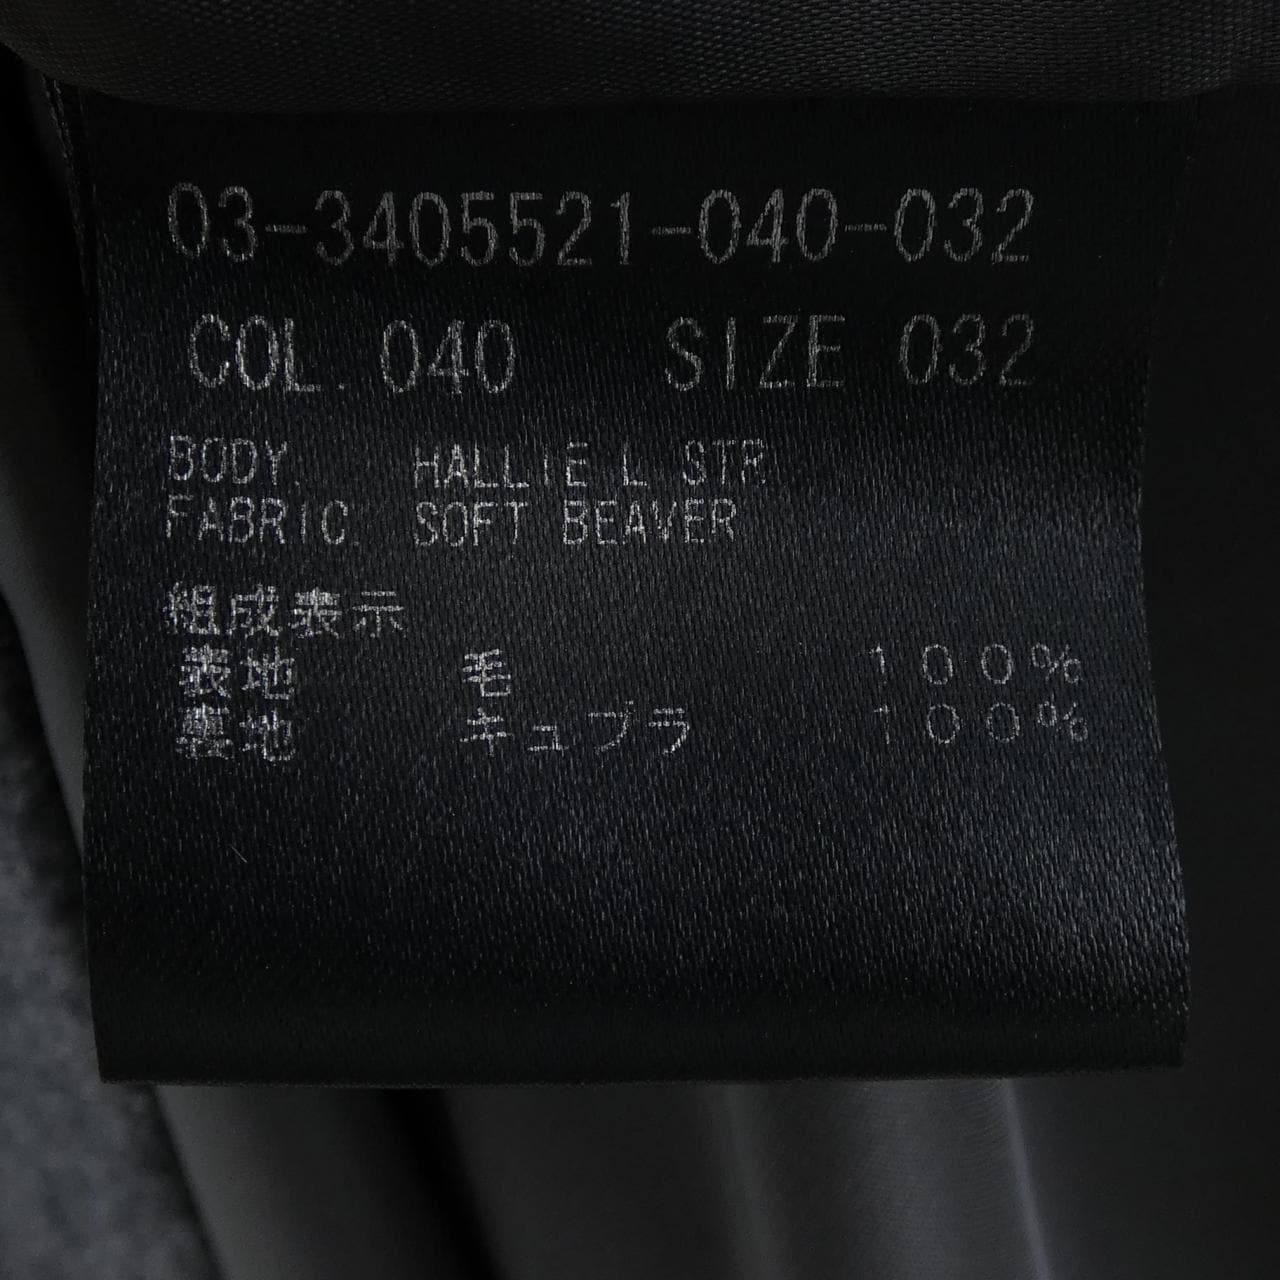 03-3405521-040-032
COL. 040 SIZE 032
BODY. HALLIE L STR
FABRIC. SOFT BEAVER
組成表示
表地 毛 100%
裏地 キュプラ 100%